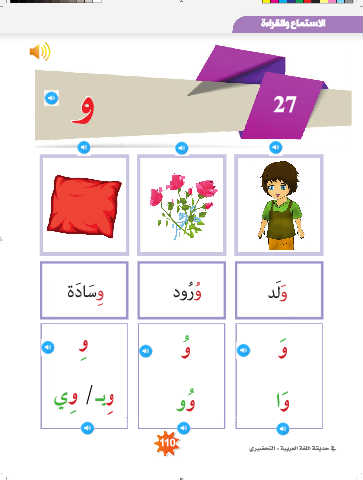 الاستماع والقراءة
27
و
وَلَد
وُرُود
وِسَادَة
وَ
وُ
وِ
وَا
وُو
وِيـ / وِي
110
في حديقة اللغة العربية - التحضيري